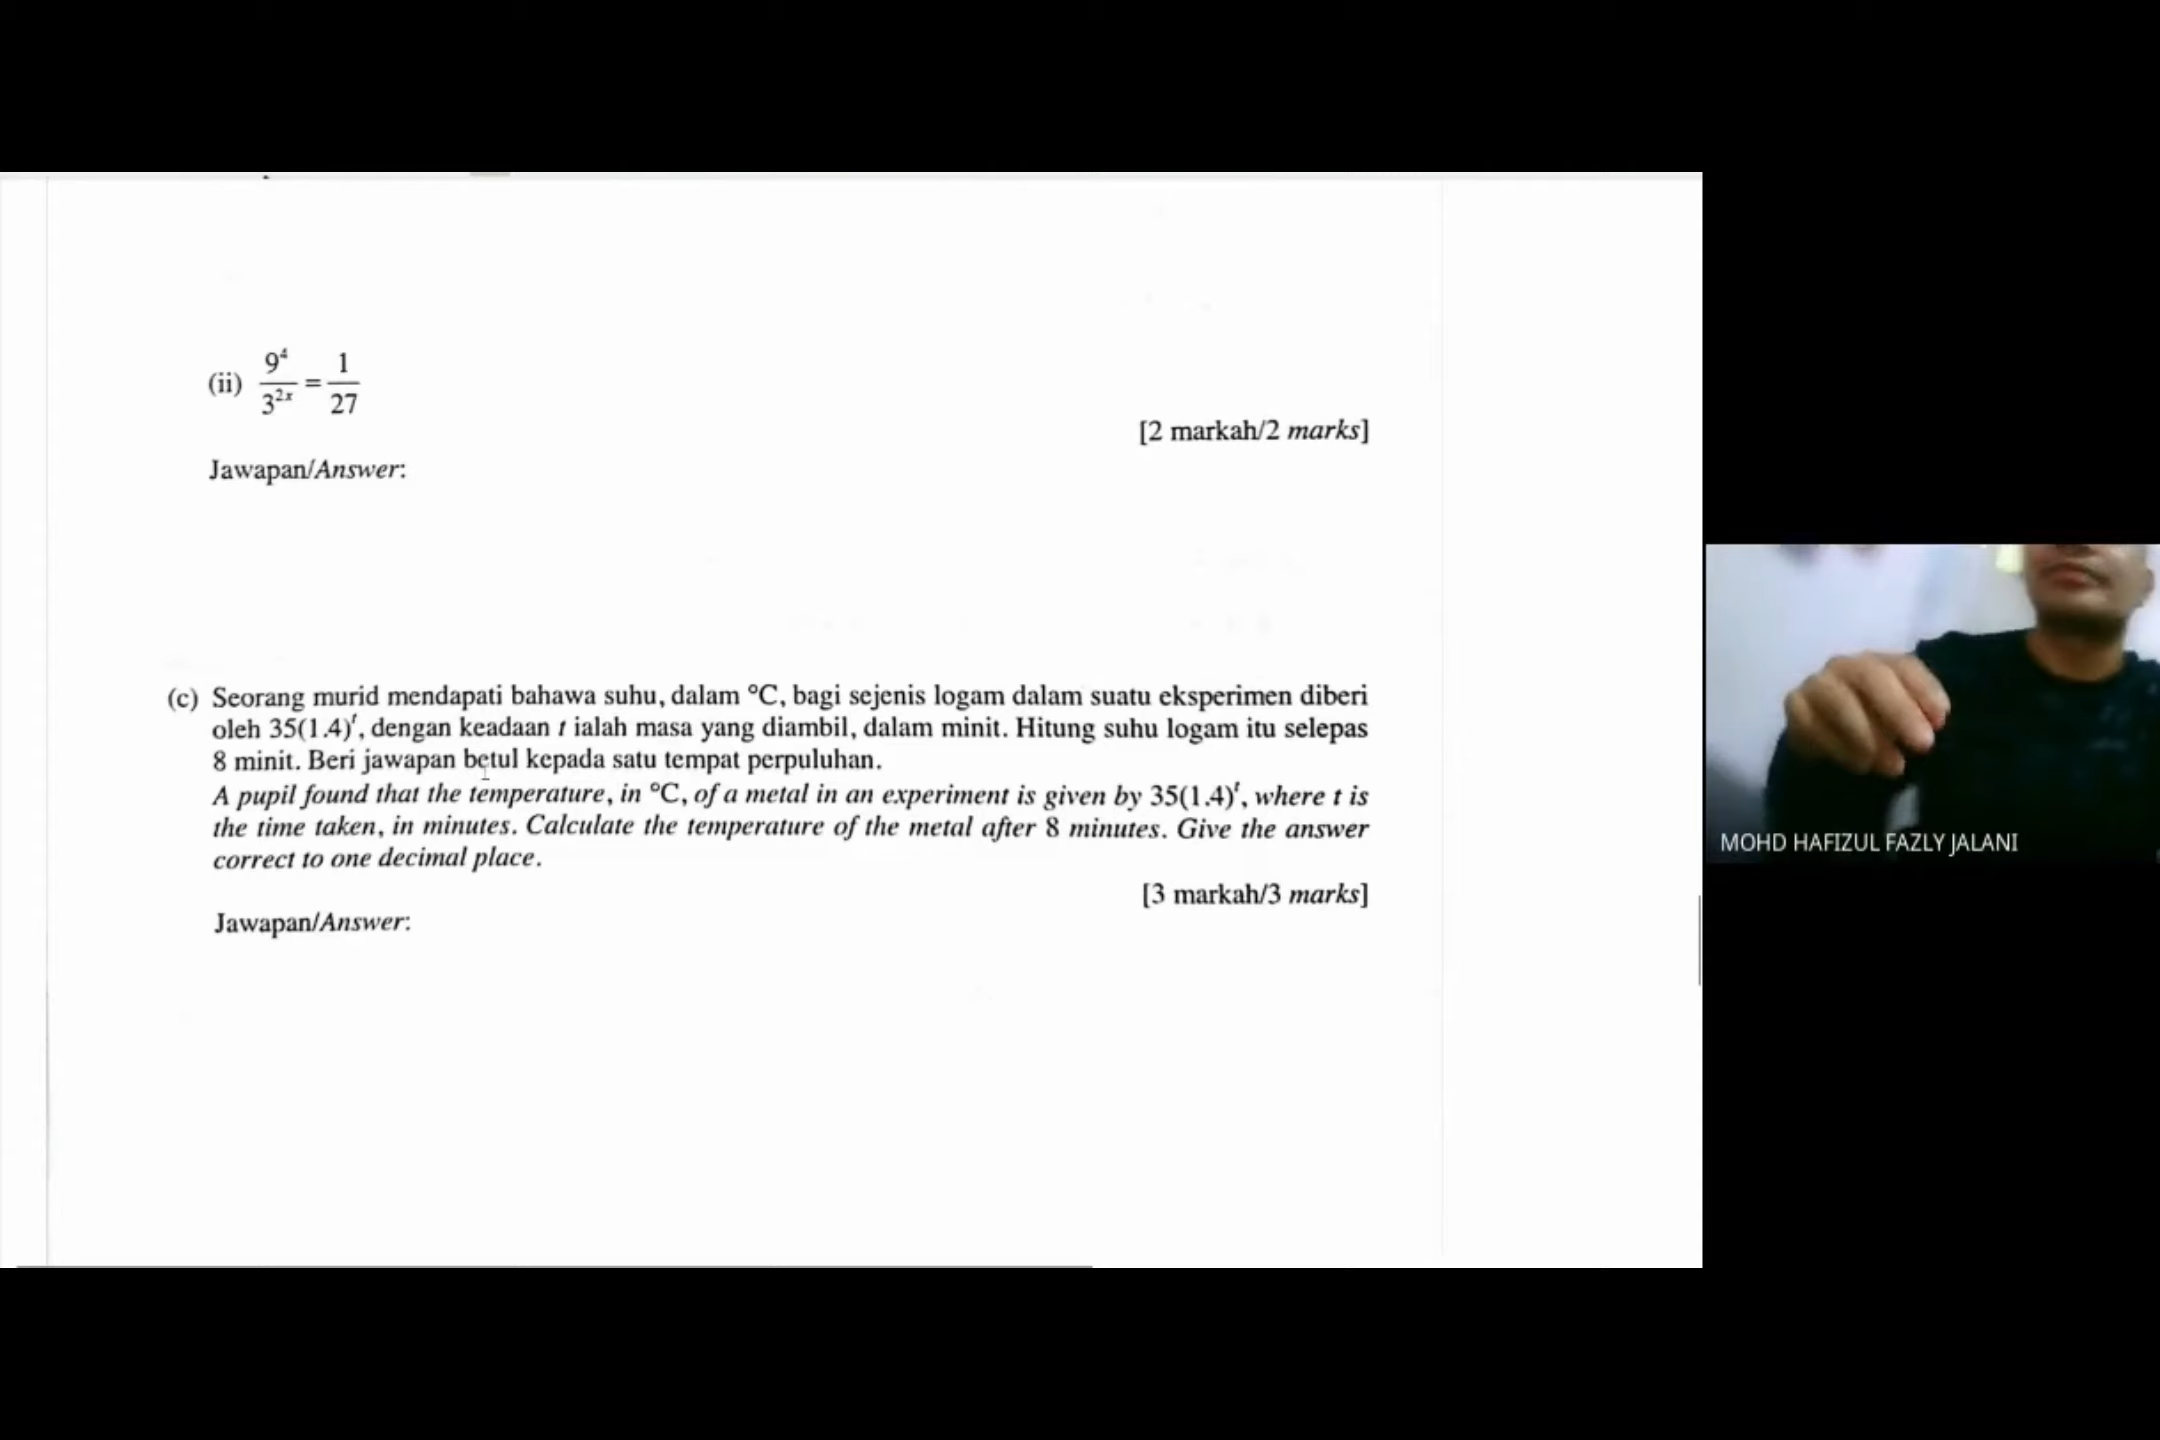 (ii) 9⁴/3²ˣ = 1/27
[2 markah/2 marks]
Jawapan/Answer:
(c) Seorang murid mendapati bahawa suhu, dalam °C, bagi sejenis logam dalam suatu eksperimen diberi
oleh 35(1.4)ᵗ, dengan keadaan t ialah masa yang diambil, dalam minit. Hitung suhu logam itu selepas
8 minit. Beri jawapan betul kepada satu tempat perpuluhan.
A pupil found that the temperature, in °C, of a metal in an experiment is given by 35(1.4)ᵗ, where t is
the time taken, in minutes. Calculate the temperature of the metal after 8 minutes. Give the answer
correct to one decimal place.
[3 markah/3 marks]
Jawapan/Answer:
MOHD HAFIZUL FAZLY JALANI